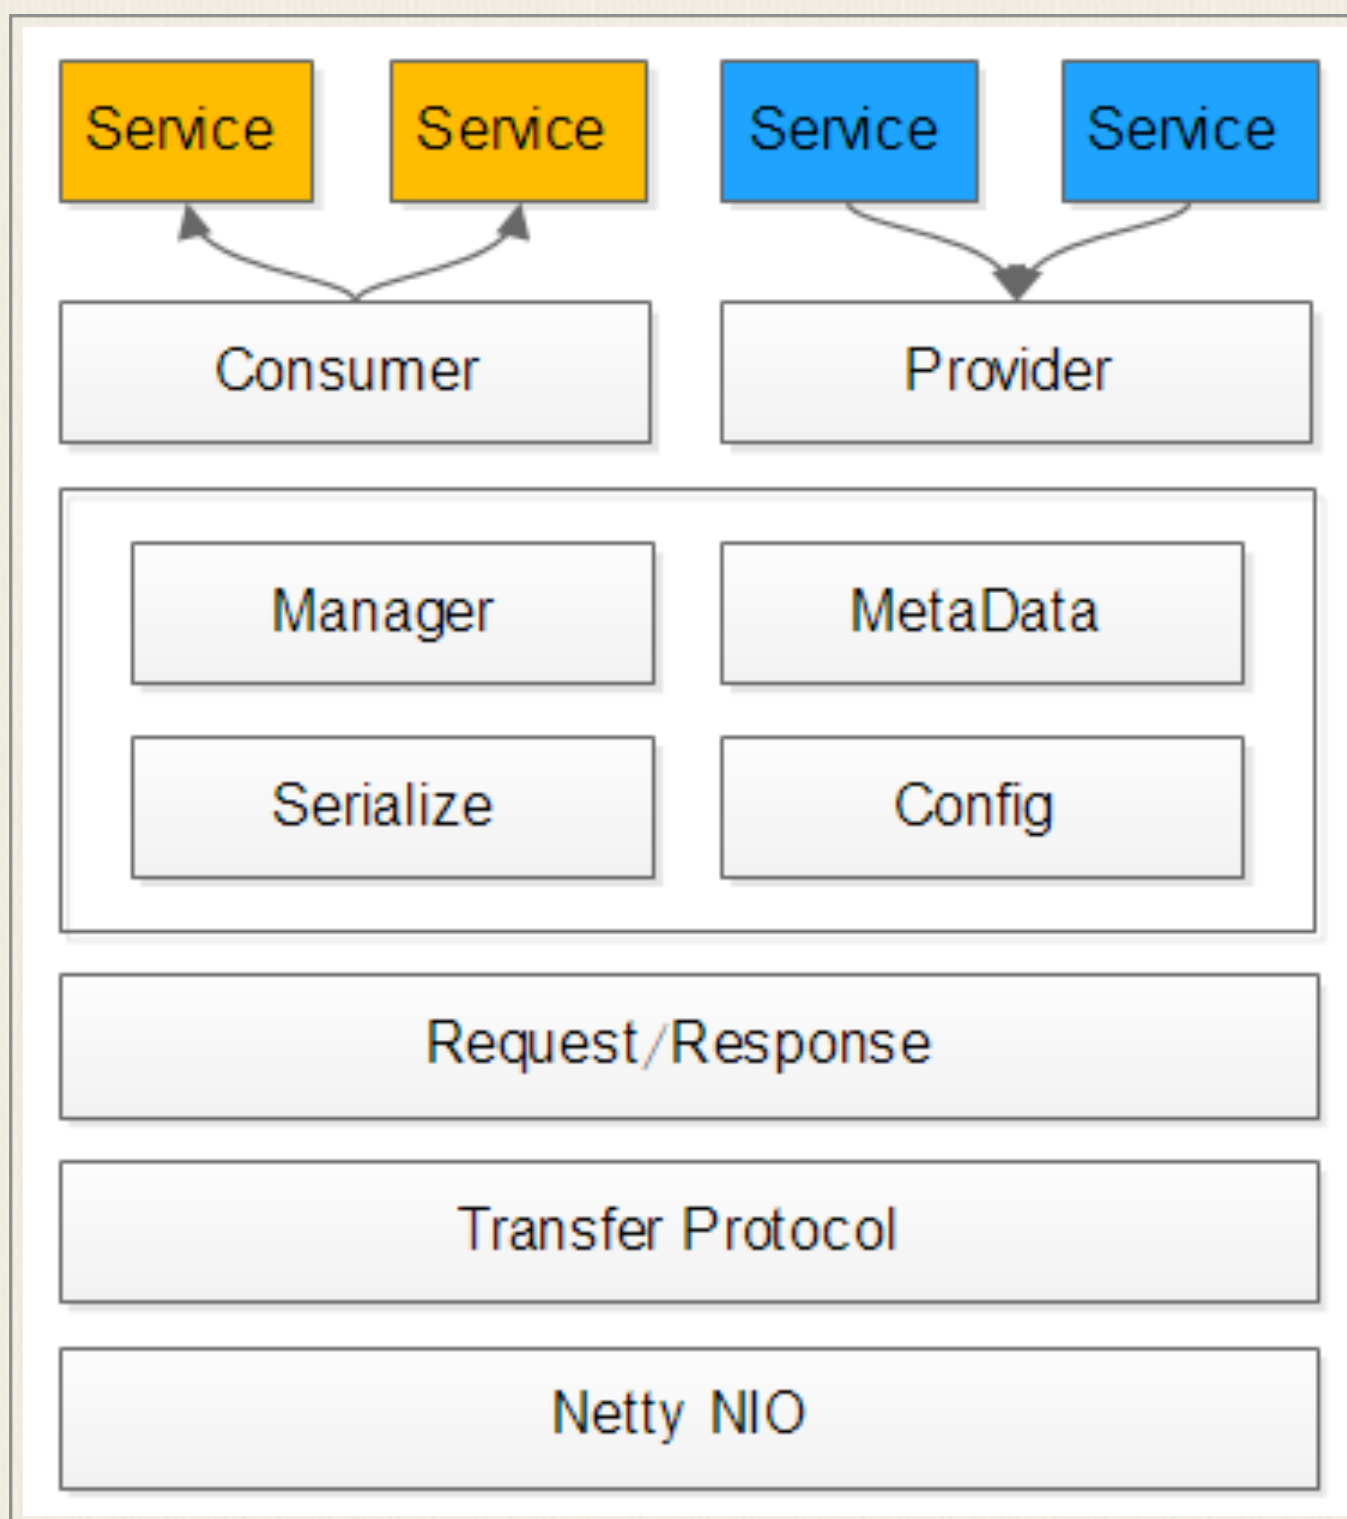 Service Service Service Service
Consumer Provider
Manager MetaData
Serialize Config
Request/Response
Transfer Protocol
Netty NIO